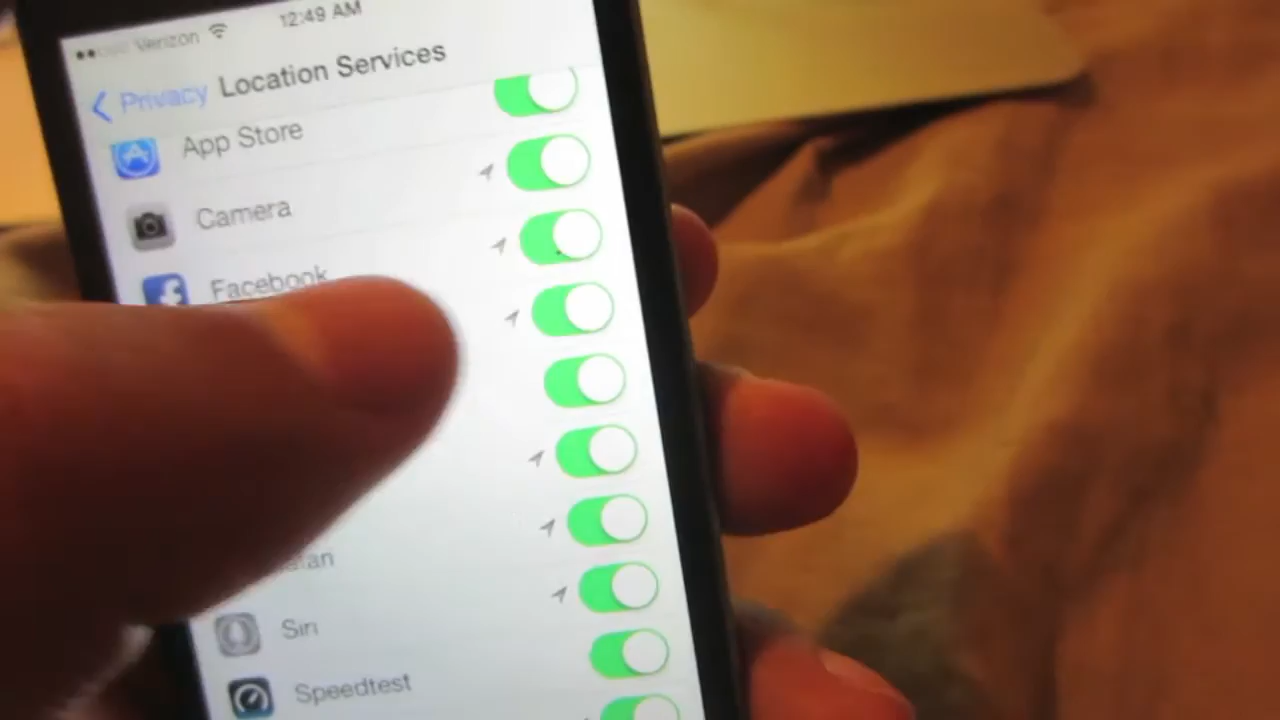 Verizon 12:49 AM
Privacy Location Services
App Store
Camera
Facebook
Siri
Speedtest